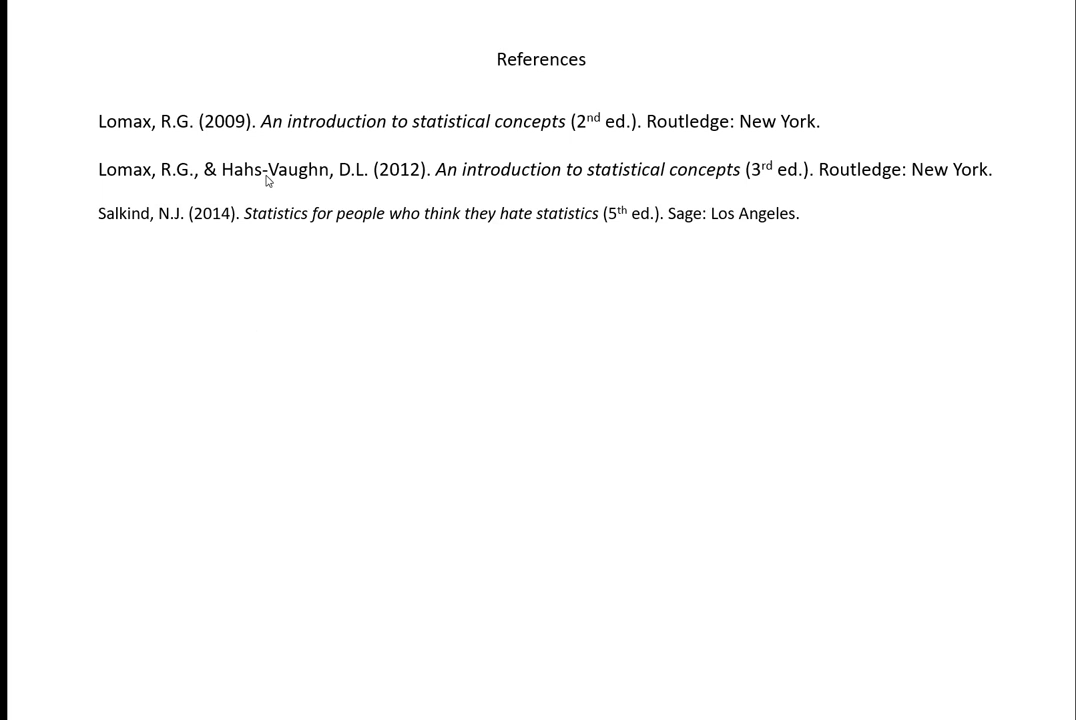 References
Lomax, R.G. (2009). An introduction to statistical concepts (2nd ed.). Routledge: New York.
Lomax, R.G., & Hahs-Vaughn, D.L. (2012). An introduction to statistical concepts (3rd ed.). Routledge: New York.
Salkind, N.J. (2014). Statistics for people who think they hate statistics (5th ed.). Sage: Los Angeles.